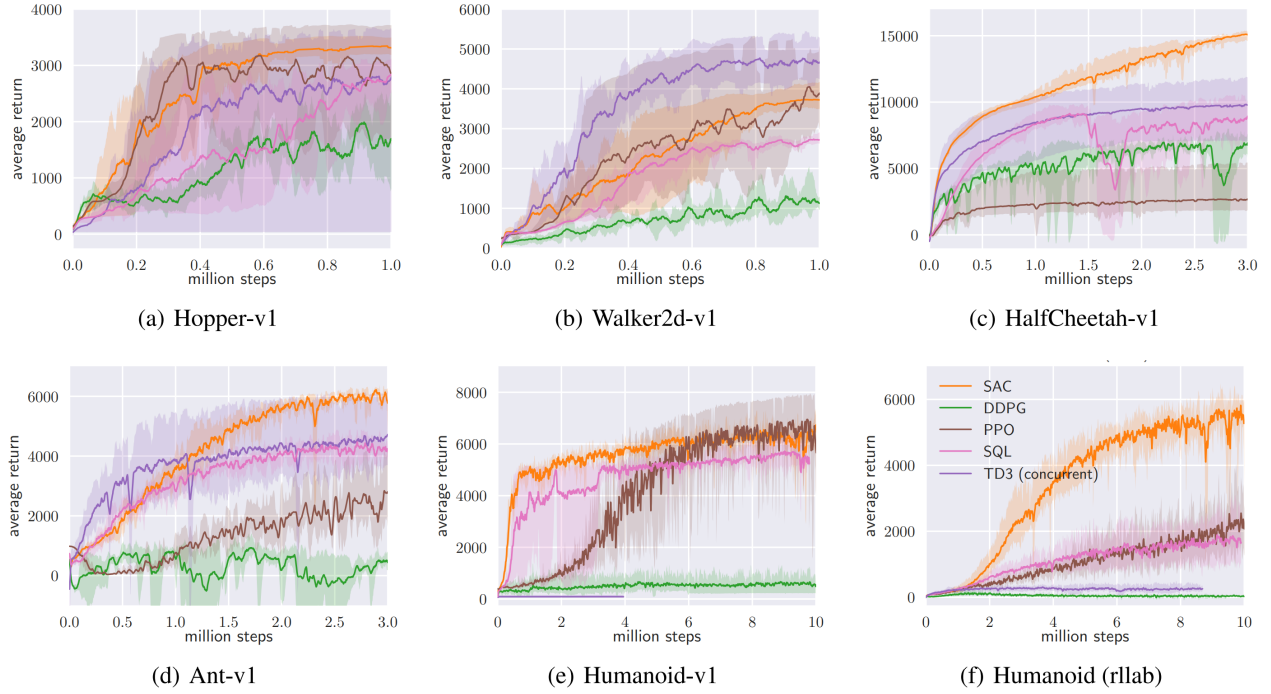 4000
3000
2000
1000
0
average return
0.0 0.2 0.4 0.6 0.8 1.0
million steps
(a) Hopper-v1
6000
5000
4000
3000
2000
1000
0
average return
0.0 0.2 0.4 0.6 0.8 1.0
million steps
(b) Walker2d-v1
15000
10000
5000
0
average return
0.0 0.5 1.0 1.5 2.0 2.5 3.0
million steps
(c) HalfCheetah-v1
6000
4000
2000
0
average return
0.0 0.5 1.0 1.5 2.0 2.5 3.0
million steps
(d) Ant-v1
8000
6000
4000
2000
0
average return
0 2 4 6 8 10
million steps
(e) Humanoid-v1
6000
4000
2000
0
average return
SAC
DDPG
PPO
SQL
TD3 (concurrent)
0 2 4 6 8 10
million steps
(f) Humanoid (rllab)